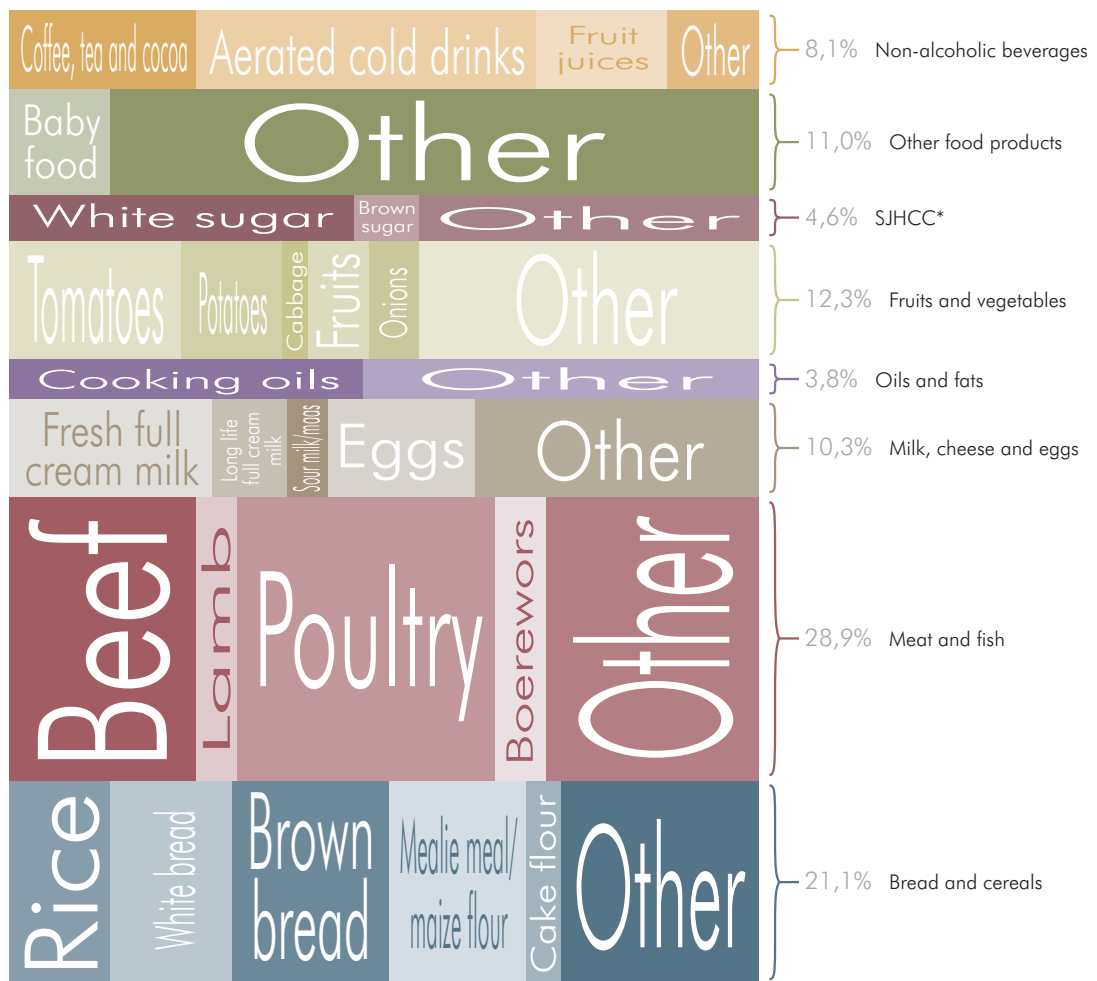 Coffee, tea and cocoa
Aerated cold drinks
Fruit
juices
Other
8,1% Non-alcoholic beverages
Baby
food
Other
11,0% Other food products
White sugar
Brown
sugar
Other
4,6% SJHCC*
Tomatoes
Potatoes
Cabbage
Fruits
Onions
Other
12,3% Fruits and vegetables
Cooking oils
Other
3,8% Oils and fats
Fresh full
cream milk
Long life
full cream
milk
Sour milk/maas
Eggs
Other
10,3% Milk, cheese and eggs
Beef
Lamb
Poultry
Boerewors
Other
28,9% Meat and fish
Rice
White bread
Brown
bread
Mealie meal/
maize flour
Cake flour
Other
21,1% Bread and cereals